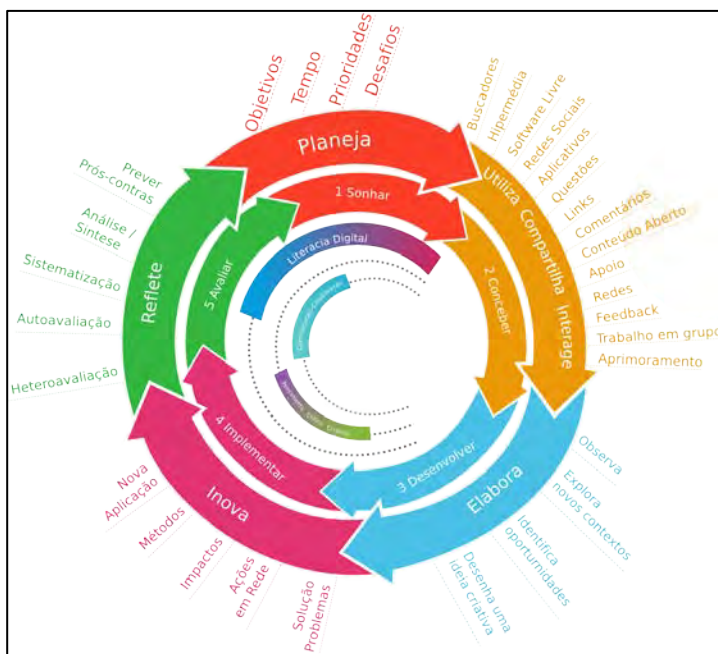 Objetivos
Tempo
Prioridades
Desafios
Planeja
1 Sonhar
Buscadores
Hipermédia
Software Livre
Redes Sociais
Aplicativos
Questões
Links
Comentários
Conteúdo Aberto
Apoio
Redes
Feedback
Trabalho em grupo
Aprimoramento
Utiliza Compartilha Interage
2 Conceber
Observa
Explora
novos contextos
Identifica
oportunidades
Desenha uma
ideia criativa
Elabora
3 Desenvolver
Solução
Problemas
Ações
em Rede
Impactos
Métodos
Nova
Aplicação
Inova
4 Implementar
Heteroavaliação
Autoavaliação
Sistematização
Análise /
Síntese
Prós-contras
Prever
Reflete
5 Avaliar
Literacia Digital